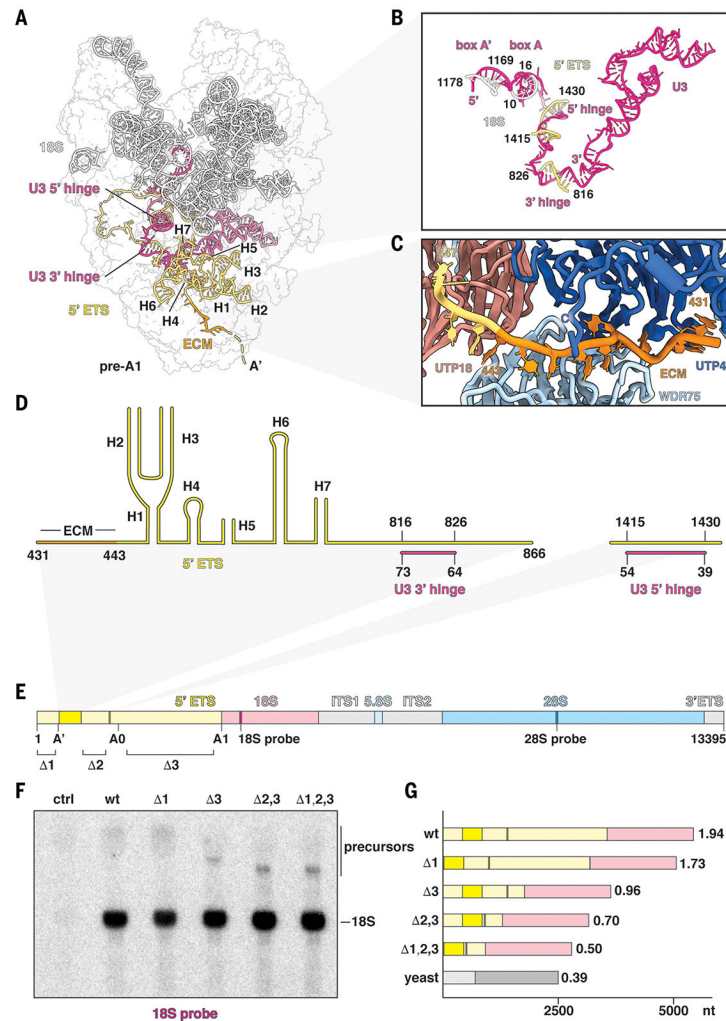 A
18S
U3 5' hinge
H7
H5
U3 3' hinge
H3
5' ETS
H6
H1
H2
H4
ECM
pre-A1
A'
B
box A'
box A
1169
16
5' ETS
1178
1430
U3
5'
10
5' hinge
18S
1415
3'
826
816
3' hinge
C
447
431
C
UTP18
443
ECM
UTP4
WDR75
D
H2
H3
H6
H4
H7
ECM
H1
H5
816
826
1415
1430
431
443
5' ETS
866
73
64
54
39
U3 3' hinge
U3 5' hinge
E
5' ETS
18S
ITS1
5.8S
ITS2
28S
3'ETS
1
A'
A0
A1
18S probe
28S probe
13395
Δ1
Δ2
Δ3
F
ctrl
wt
Δ1
Δ3
Δ2,3
Δ1,2,3
precursors
18S
18S probe
G
wt
1.94
Δ1
1.73
Δ3
0.96
Δ2,3
0.70
Δ1,2,3
0.50
yeast
0.39
2500
5000
nt